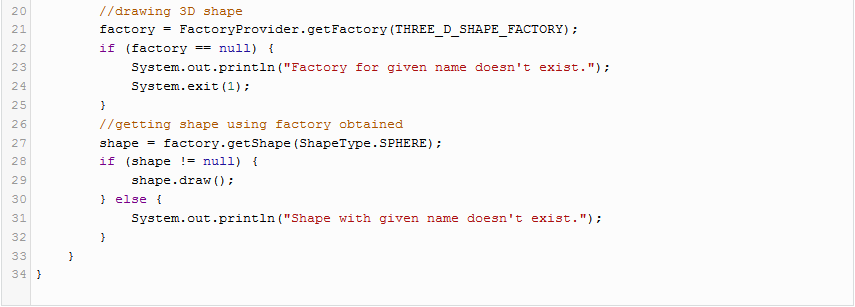 20         //drawing 3D shape
21         factory = FactoryProvider.getFactory(THREE_D_SHAPE_FACTORY);
22         if (factory == null) {
23             System.out.println("Factory for given name doesn't exist.");
24             System.exit(1);
25         }
26         //getting shape using factory obtained
27         shape = factory.getShape(ShapeType.SPHERE);
28         if (shape != null) {
29             shape.draw();
30         } else {
31             System.out.println("Shape with given name doesn't exist.");
32         }
33     }
34 }